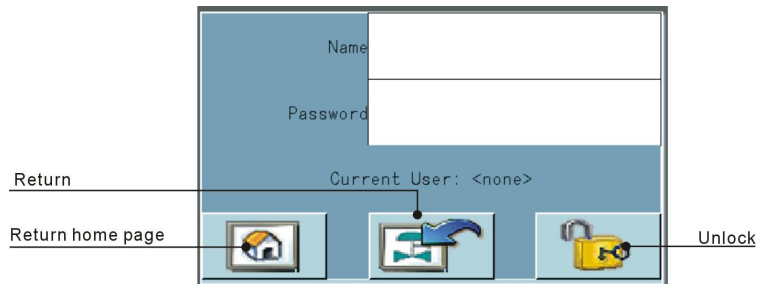 Name
Password
Current User: <none>
Return
Return home page
Unlock